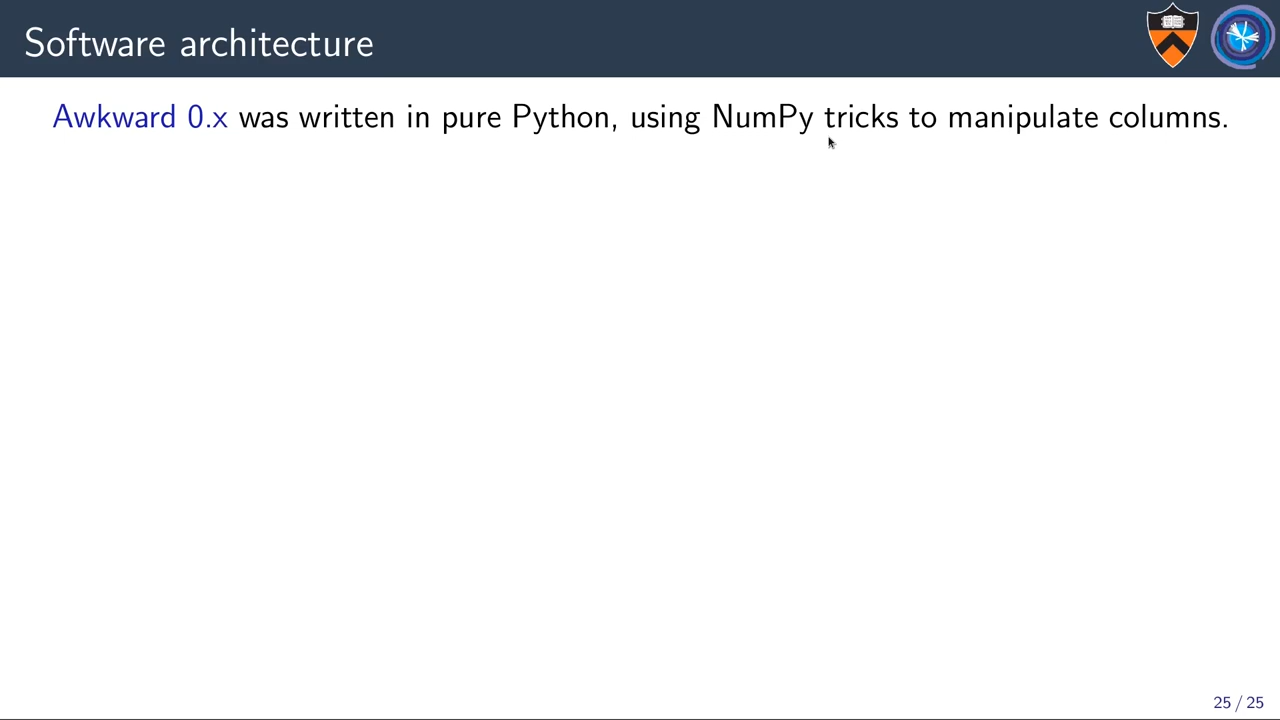 Software architecture
Awkward 0.x was written in pure Python, using NumPy tricks to manipulate columns.
25 / 25